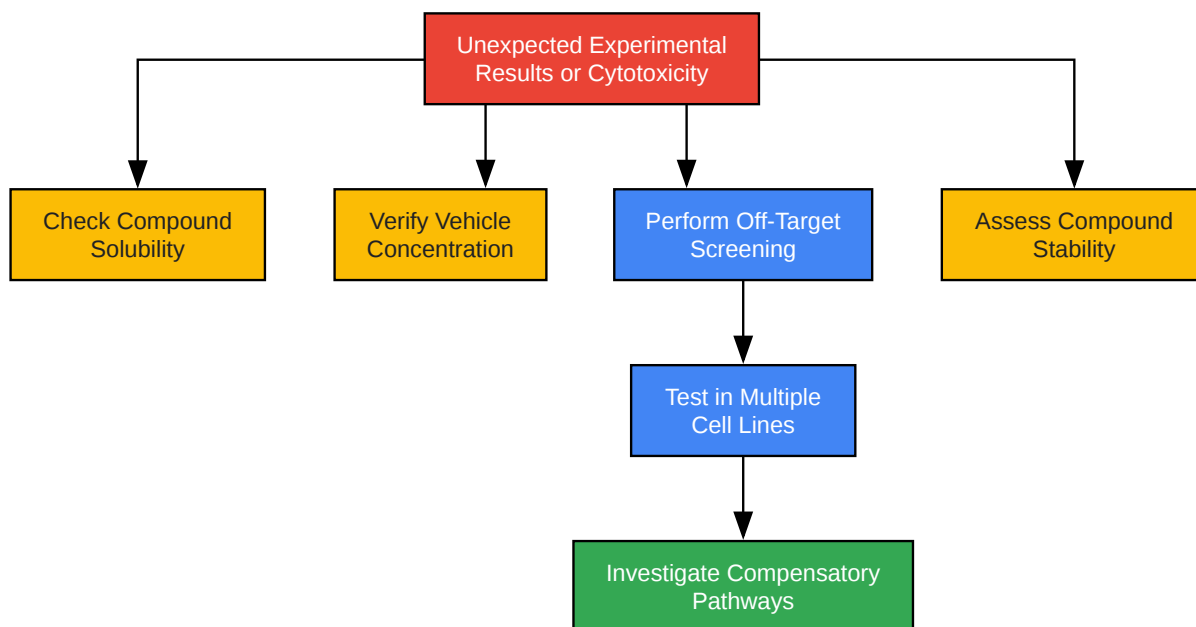 Unexpected Experimental
Results or Cytotoxicity
Check Compound
Solubility
Verify Vehicle
Concentration
Perform Off-Target
Screening
Assess Compound
Stability
Test in Multiple
Cell Lines
Investigate Compensatory
Pathways